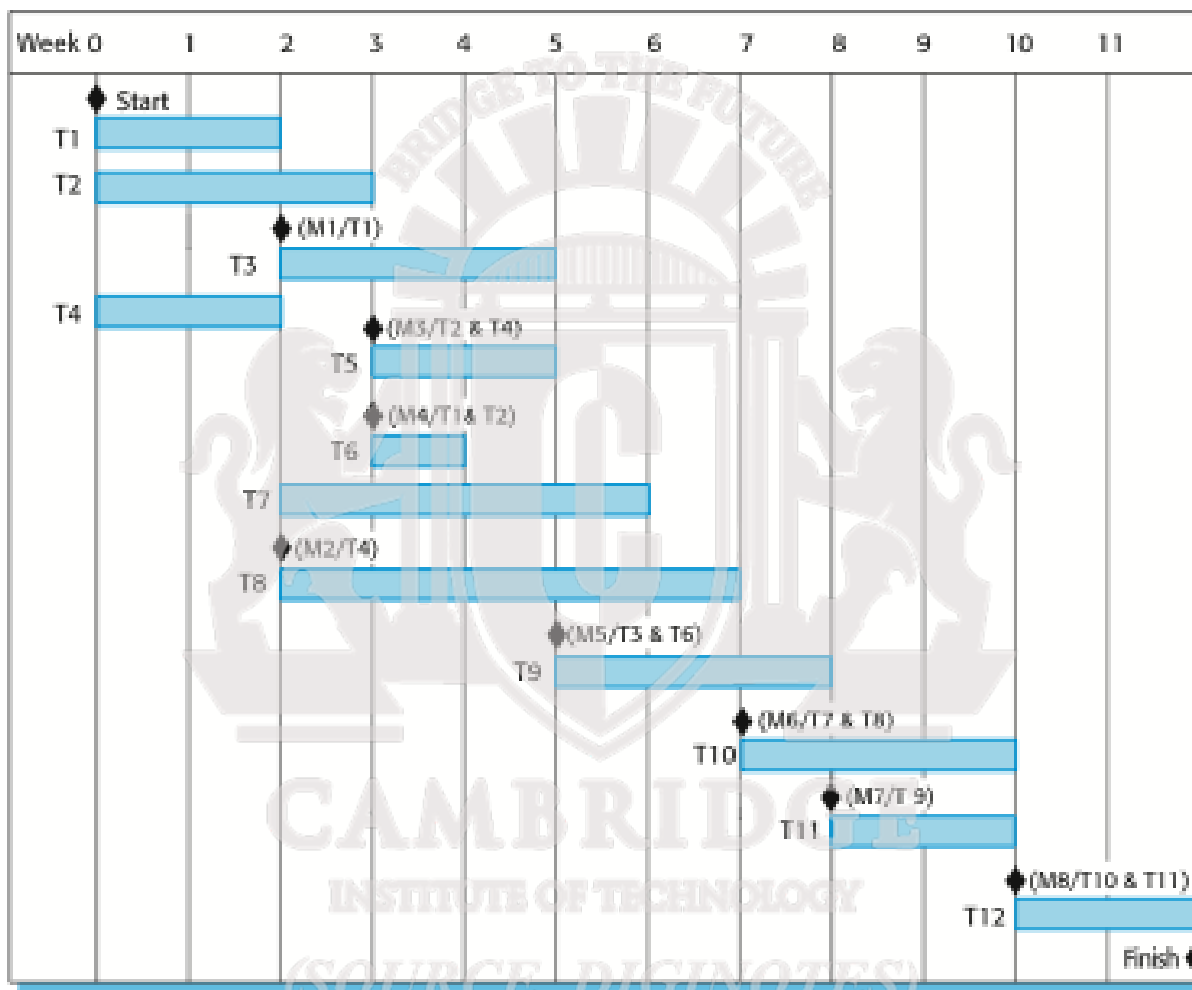 Week 0 1 2 3 4 5 6 7 8 9 10 11
Start
T1
T2
(M1/T1)
T3
T4
(M3/T2 & T4)
T5
(M4/T1& T2)
T6
T7
(M2/T4)
T8
(M5/T3 & T6)
T9
(M6/T7 & T8)
T10
(M7/T 9)
T11
(M8/T10 & T11)
T12
Finish
BRIDGE TO THE FUTURE
CAMBRIDGE
INSTITUTE OF TECHNOLOGY
(SOURCE DIGINOTES)